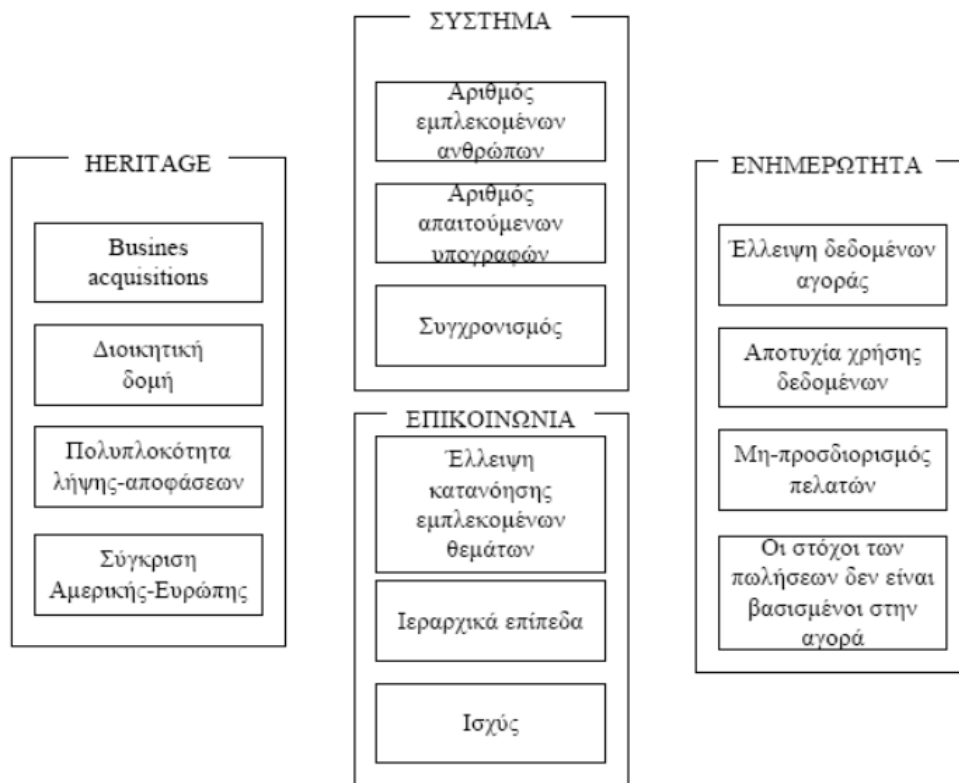 ΣΥΣΤΗΜΑ
Αριθμός
εμπλεκομένων
ανθρώπων
Αριθμός
απαιτούμενων
υπογραφών
Συγχρονισμός
HERITAGE
Busines
acquisitions
Διοικητική
δομή
Πολυπλοκότητα
λήψης-αποφάσεων
Σύγκριση
Αμερικής-Ευρώπης
ΕΠΙΚΟΙΝΩΝΙΑ
Έλλειψη
κατανόησης
εμπλεκομένων
θεμάτων
Ιεραρχικά επίπεδα
Ισχύς
ΕΝΗΜΕΡΩΤΗΤΑ
Έλλειψη δεδομένων
αγοράς
Αποτυχία χρήσης
δεδομένων
Μη-προσδιορισμός
πελατών
Οι στόχοι των
πωλήσεων δεν είναι
βασισμένοι στην
αγορά